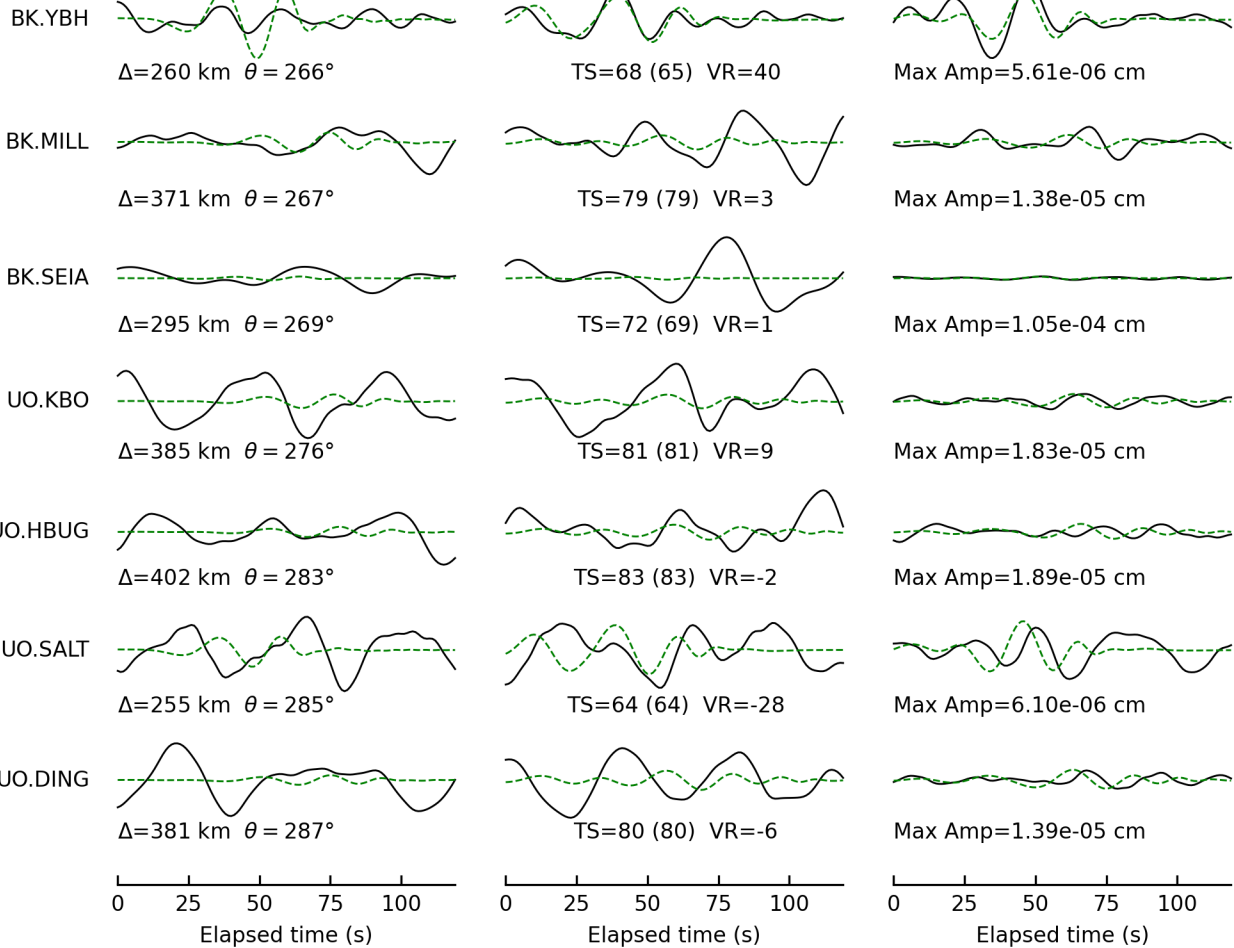 BK.YBH
Δ=260 km θ = 266° TS=68 (65) VR=40 Max Amp=5.61e-06 cm
BK.MILL
Δ=371 km θ = 267° TS=79 (79) VR=3 Max Amp=1.38e-05 cm
BK.SEIA
Δ=295 km θ = 269° TS=72 (69) VR=1 Max Amp=1.05e-04 cm
UO.KBO
Δ=385 km θ = 276° TS=81 (81) VR=9 Max Amp=1.83e-05 cm
UO.HBUG
Δ=402 km θ = 283° TS=83 (83) VR=-2 Max Amp=1.89e-05 cm
UO.SALT
Δ=255 km θ = 285° TS=64 (64) VR=-28 Max Amp=6.10e-06 cm
UO.DING
Δ=381 km θ = 287° TS=80 (80) VR=-6 Max Amp=1.39e-05 cm
0 25 50 75 100 0 25 50 75 100 0 25 50 75 100
Elapsed time (s) Elapsed time (s) Elapsed time (s)